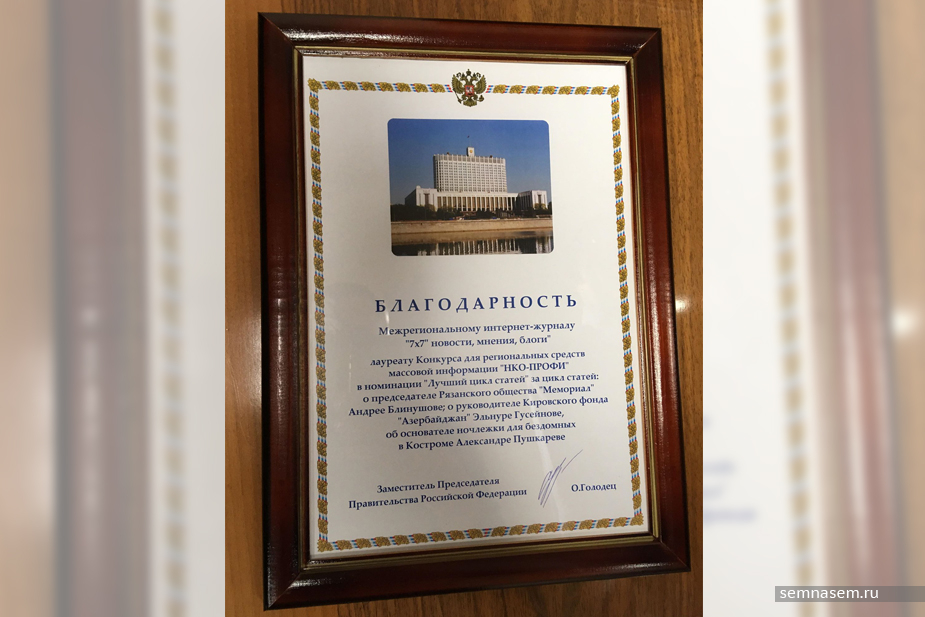 БЛАГОДАРНОСТЬ
Межрегиональному интернет-журналу
"7х7" новости, мнения, блоги"
лауреату Конкурса для региональных средств
массовой информации "НКО-ПРОФИ"
в номинации "Лучший цикл статей" за цикл статей:
о председателе Рязанского общества "Мемориал"
Андрее Блинушове; о руководителе Кировского фонда
"Азербайджан" Эльнуре Гусейнове,
об основателе ночлежки для бездомных
в Костроме Александре Пушкареве
Заместитель Председателя
Правительства Российской Федерации
О.Голодец
semnasem.ru